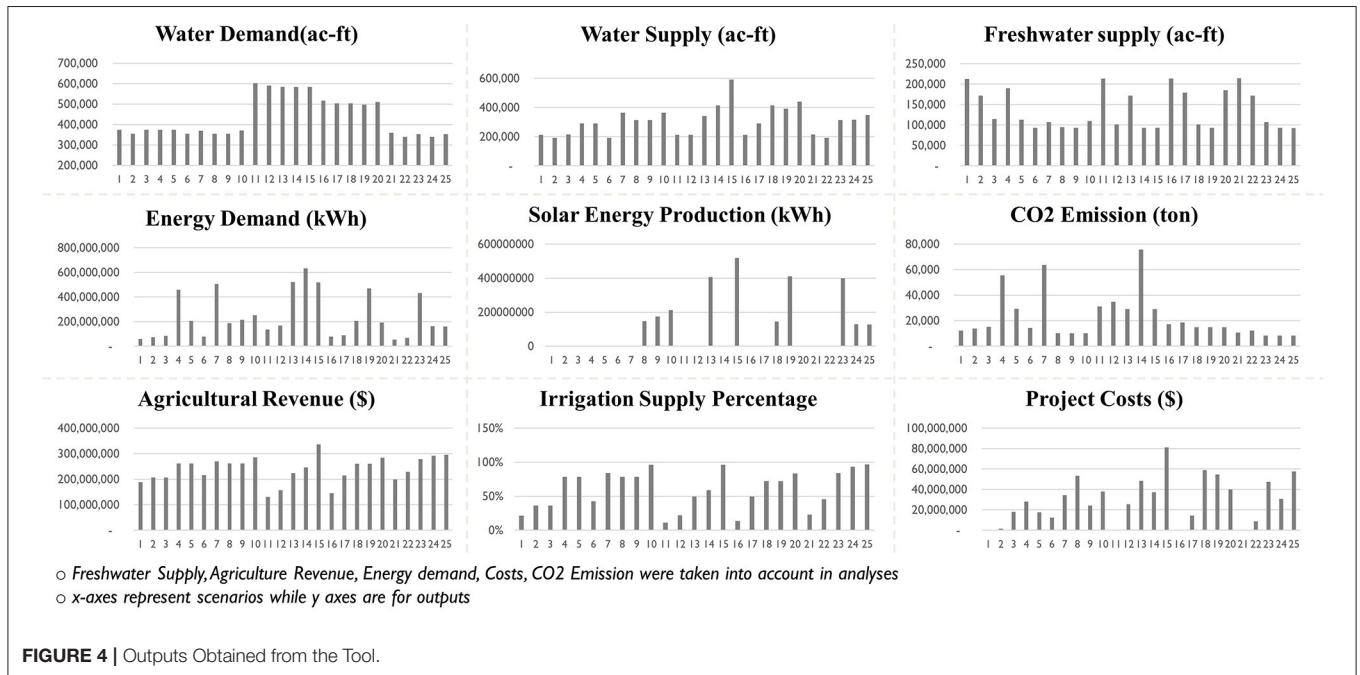 Water Demand(ac-ft)
700,000
600,000
500,000
400,000
300,000
200,000
1 2 3 4 5 6 7 8 9 10 11 12 13 14 15 16 17 18 19 20 21 22 23 24 25
Water Supply (ac-ft)
600,000
400,000
200,000
-
1 2 3 4 5 6 7 8 9 10 11 12 13 14 15 16 17 18 19 20 21 22 23 24 25
Freshwater supply (ac-ft)
250,000
200,000
150,000
100,000
50,000
-
1 2 3 4 5 6 7 8 9 10 11 12 13 14 15 16 17 18 19 20 21 22 23 24 25
Energy Demand (kWh)
800,000,000
600,000,000
400,000,000
200,000,000
-
1 2 3 4 5 6 7 8 9 10 11 12 13 14 15 16 17 18 19 20 21 22 23 24 25
Solar Energy Production (kWh)
600000000
400000000
200000000
0
1 2 3 4 5 6 7 8 9 10 11 12 13 14 15 16 17 18 19 20 21 22 23 24 25
CO2 Emission (ton)
80,000
60,000
40,000
20,000
-
1 2 3 4 5 6 7 8 9 10 11 12 13 14 15 16 17 18 19 20 21 22 23 24 25
Agricultural Revenue ($)
400,000,000
300,000,000
200,000,000
100,000,000
-
1 2 3 4 5 6 7 8 9 10 11 12 13 14 15 16 17 18 19 20 21 22 23 24 25
Irrigation Supply Percentage
150%
100%
50%
0%
1 2 3 4 5 6 7 8 9 10 11 12 13 14 15 16 17 18 19 20 21 22 23 24 25
Project Costs ($)
100,000,000
80,000,000
60,000,000
40,000,000
20,000,000
-
1 2 3 4 5 6 7 8 9 10 11 12 13 14 15 16 17 18 19 20 21 22 23 24 25
○ Freshwater Supply, Agriculture Revenue, Energy demand, Costs, CO2 Emission were taken into account in analyses
○ x-axes represent scenarios while y axes are for outputs
FIGURE 4 | Outputs Obtained from the Tool.